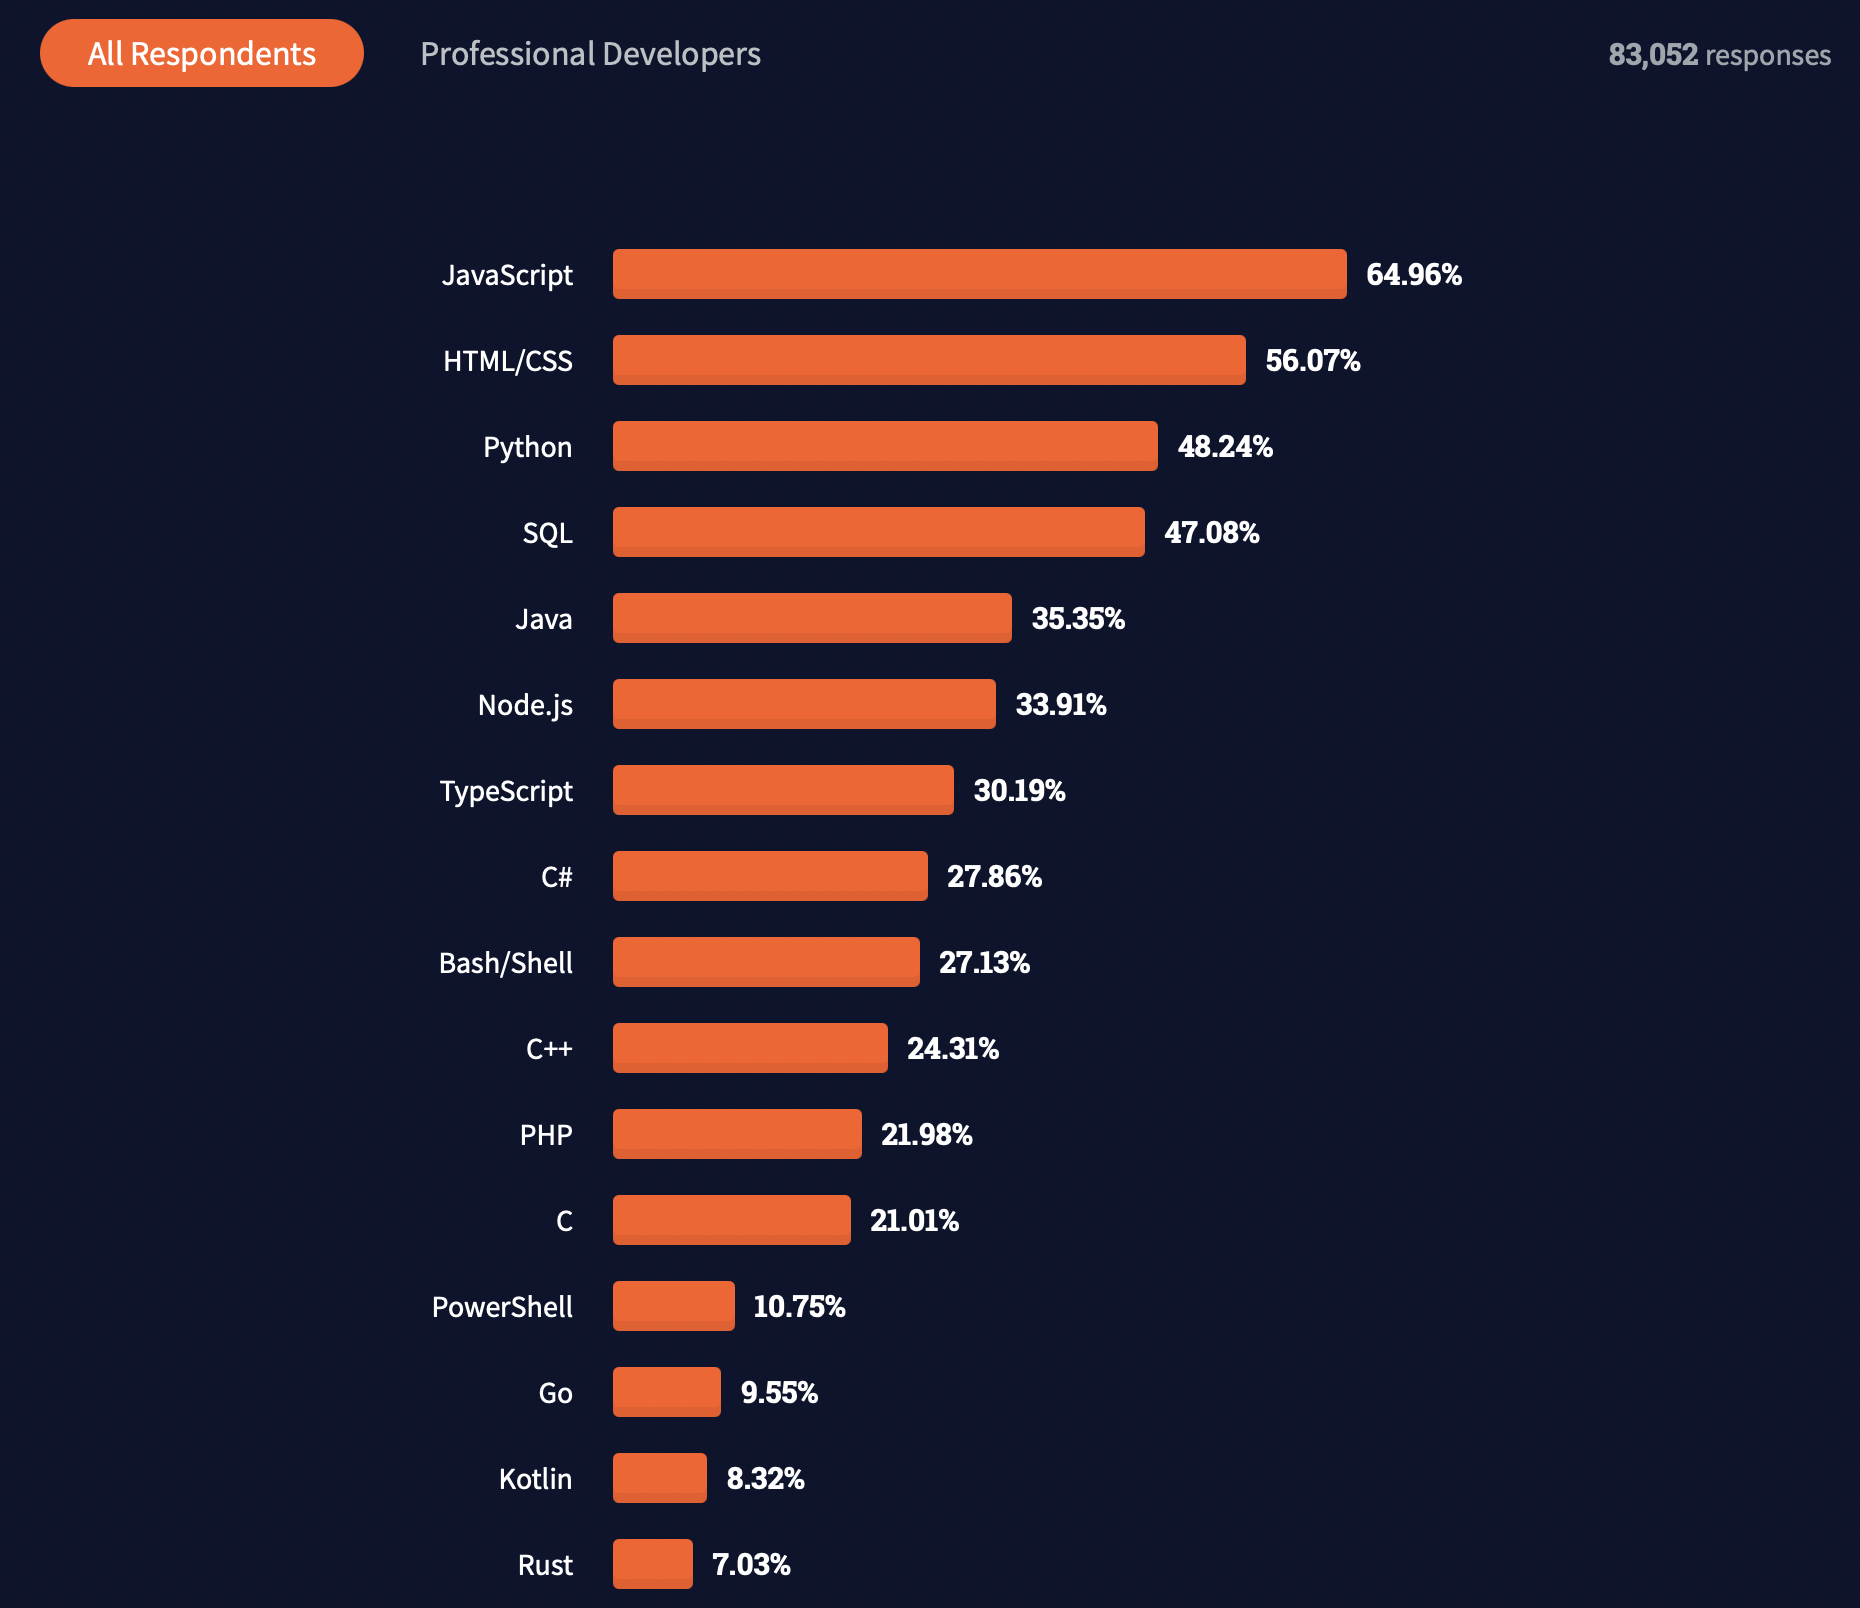 All Respondents
Professional Developers
83,052 responses
JavaScript 64.96%
HTML/CSS 56.07%
Python 48.24%
SQL 47.08%
Java 35.35%
Node.js 33.91%
TypeScript 30.19%
C# 27.86%
Bash/Shell 27.13%
C++ 24.31%
PHP 21.98%
C 21.01%
PowerShell 10.75%
Go 9.55%
Kotlin 8.32%
Rust 7.03%